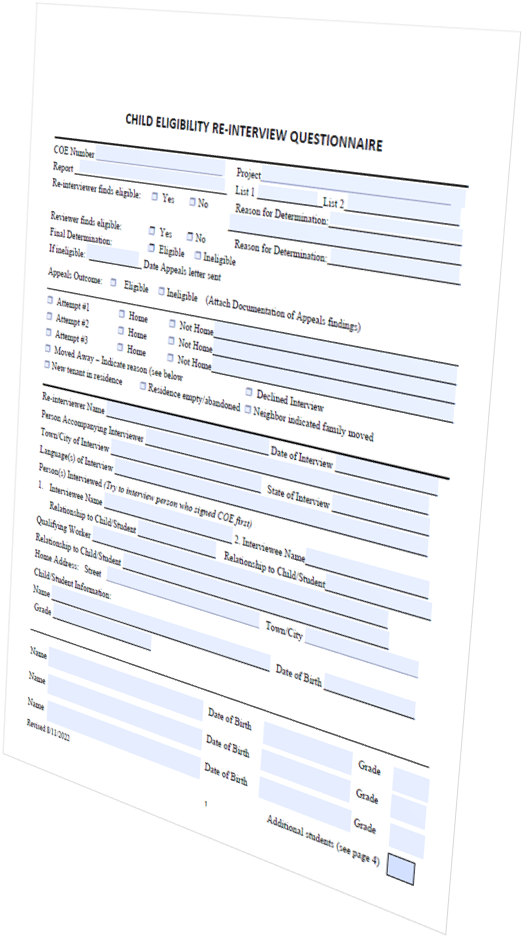 CHILD ELIGIBILITY RE-INTERVIEW QUESTIONNAIRE
COE Number Project
Report List 1 List 2
Re-interviewer finds eligible: Yes No Reason for Determination:
Reviewer finds eligible: Yes No Reason for Determination:
Final Determination: Eligible Ineligible
If ineligible: Date Appeals letter sent
Appeals Outcome: Eligible Ineligible (Attach Documentation of Appeals findings)
Attempt #1 Home Not Home
Attempt #2 Home Not Home
Attempt #3 Home Not Home
Moved Away – Indicate reason (see below Declined Interview
New tenant in residence Residence empty/abandoned Neighbor indicated family moved
Re-interviewer Name Date of Interview
Person Accompanying Interviewer
Town/City of Interview State of Interview
Language(s) of Interview
Person(s) Interviewed (Try to interview person who signed COE first)
1. Interviewee Name 2. Interviewee Name
Relationship to Child/Student Relationship to Child/Student
Qualifying Worker
Relationship to Child/Student
Home Address: Street Town/City
Child/Student Information:
Name Date of Birth
Grade
Name Date of Birth Grade
Name Date of Birth Grade
Name Date of Birth Grade
Revised 8/11/2023
1
Additional students (see page 4)